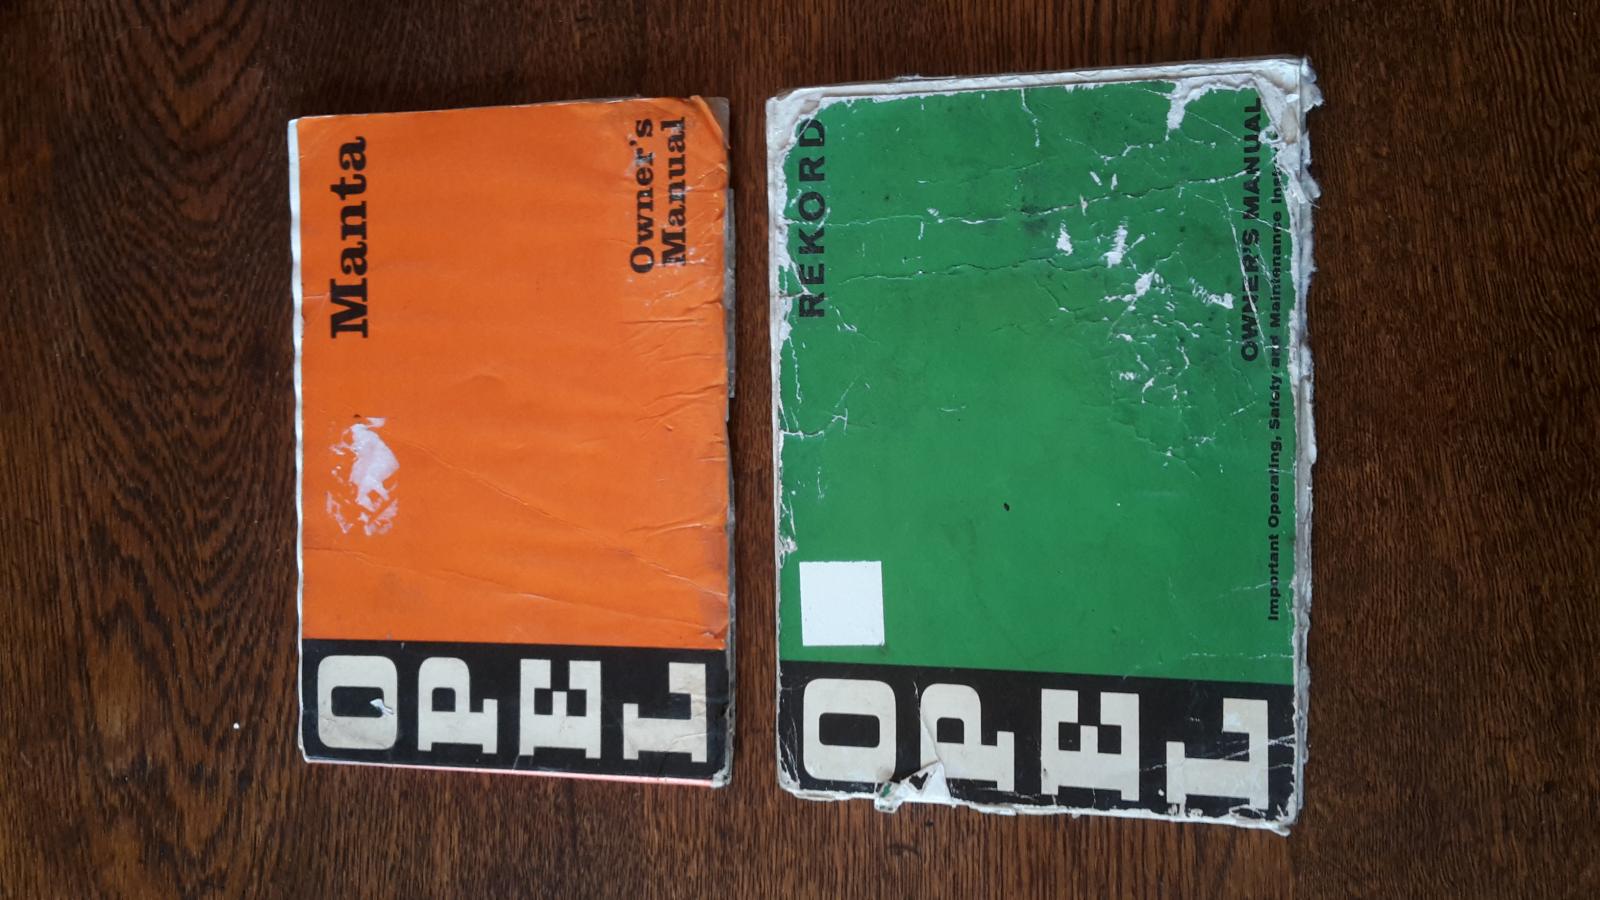 Manta
Owner's
Manual
OPEL
REKORD
OWNER'S MANUAL
Important Operating, Safety and Maintenance
OPEL